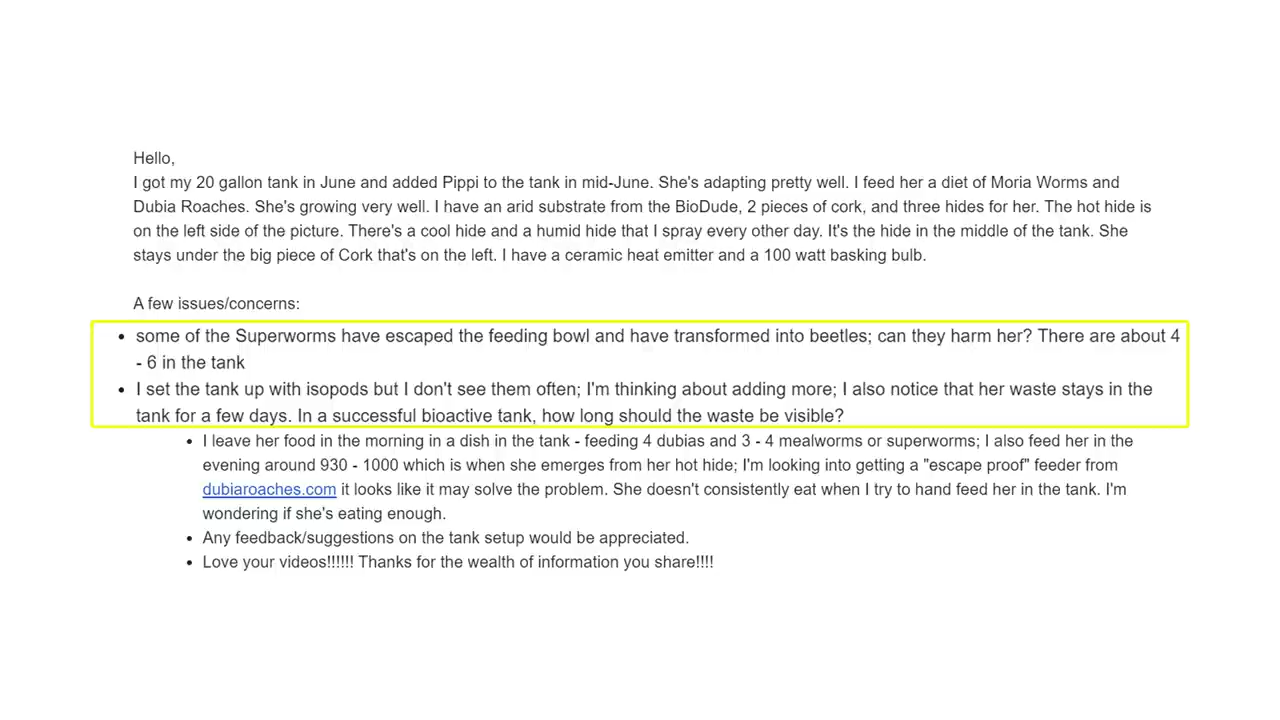 Hello,
I got my 20 gallon tank in June and added Pippi to the tank in mid-June. She's adapting pretty well. I feed her a diet of Moria Worms and
Dubia Roaches. She's growing very well. I have an arid substrate from the BioDude, 2 pieces of cork, and three hides for her. The hot hide is
on the left side of the picture. There's a cool hide and a humid hide that I spray every other day. It's the hide in the middle of the tank. She
stays under the big piece of Cork that's on the left. I have a ceramic heat emitter and a 100 watt basking bulb.
A few issues/concerns:
• some of the Superworms have escaped the feeding bowl and have transformed into beetles; can they harm her? There are about 4
- 6 in the tank
• I set the tank up with isopods but I don't see them often; I'm thinking about adding more; I also notice that her waste stays in the
tank for a few days. In a successful bioactive tank, how long should the waste be visible?
• I leave her food in the morning in a dish in the tank - feeding 4 dubias and 3 - 4 mealworms or superworms; I also feed her in the
evening around 930 - 1000 which is when she emerges from her hot hide; I'm looking into getting a "escape proof" feeder from
dubiaroaches.com it looks like it may solve the problem. She doesn't consistently eat when I try to hand feed her in the tank. I'm
wondering if she's eating enough.
• Any feedback/suggestions on the tank setup would be appreciated.
• Love your videos!!!!!! Thanks for the wealth of information you share!!!!